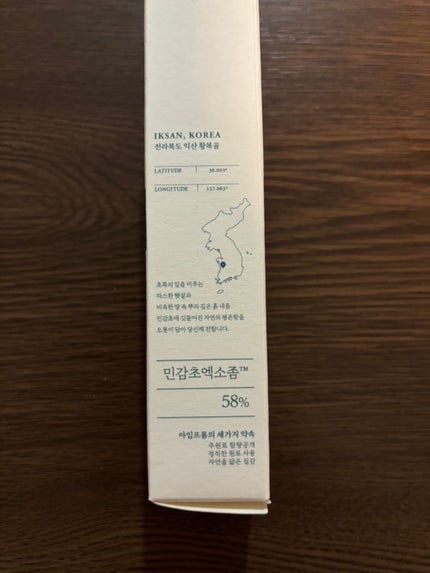 IKSAN, KOREA
전라북도 익산 황복골
LATITUDE | 36.003°
LONGITUDE | 127.063°
초록의 잎을 비추는
따스한 햇살과
비옥한 땅 속 뿌리 깊은 흙 내음
민감초에 깃들어진 자연의 평온함을
오롯이 담아 당신께 전합니다.
민감초엑소좀™
58%
아임프롬의 세가지 약속
주원료 함량공개
정직한 원료 사용
자연을 닮은 질감